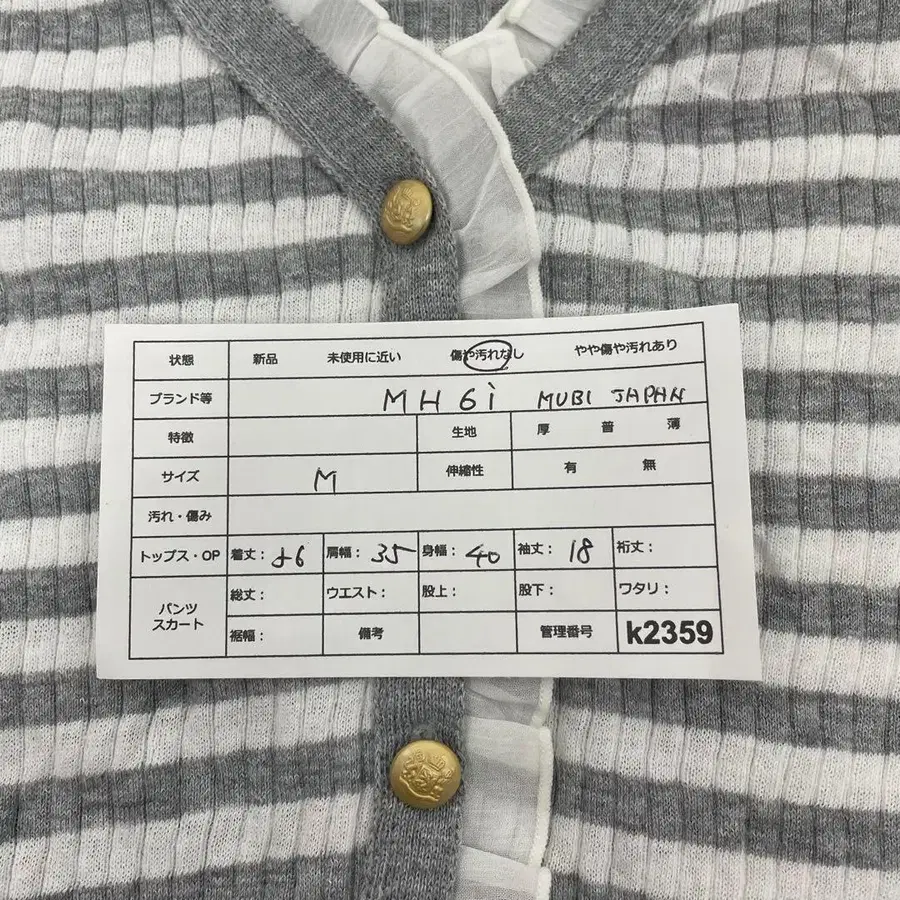 状態 新品 未使用に近い 傷や汚れなし やや傷や汚れあり
ブランド等 MH6i MUBI JAPAN
特徴 生地 厚 普 薄
サイズ M 伸縮性 有 無
汚れ・傷み
トップス・OP 着丈: 56 肩幅: 35 身幅: 40 袖丈: 18 裄丈:
パンツ スカート 総丈: ウエスト: 股上: 股下: ワタリ:
裾幅: 備考 管理番号 k2359